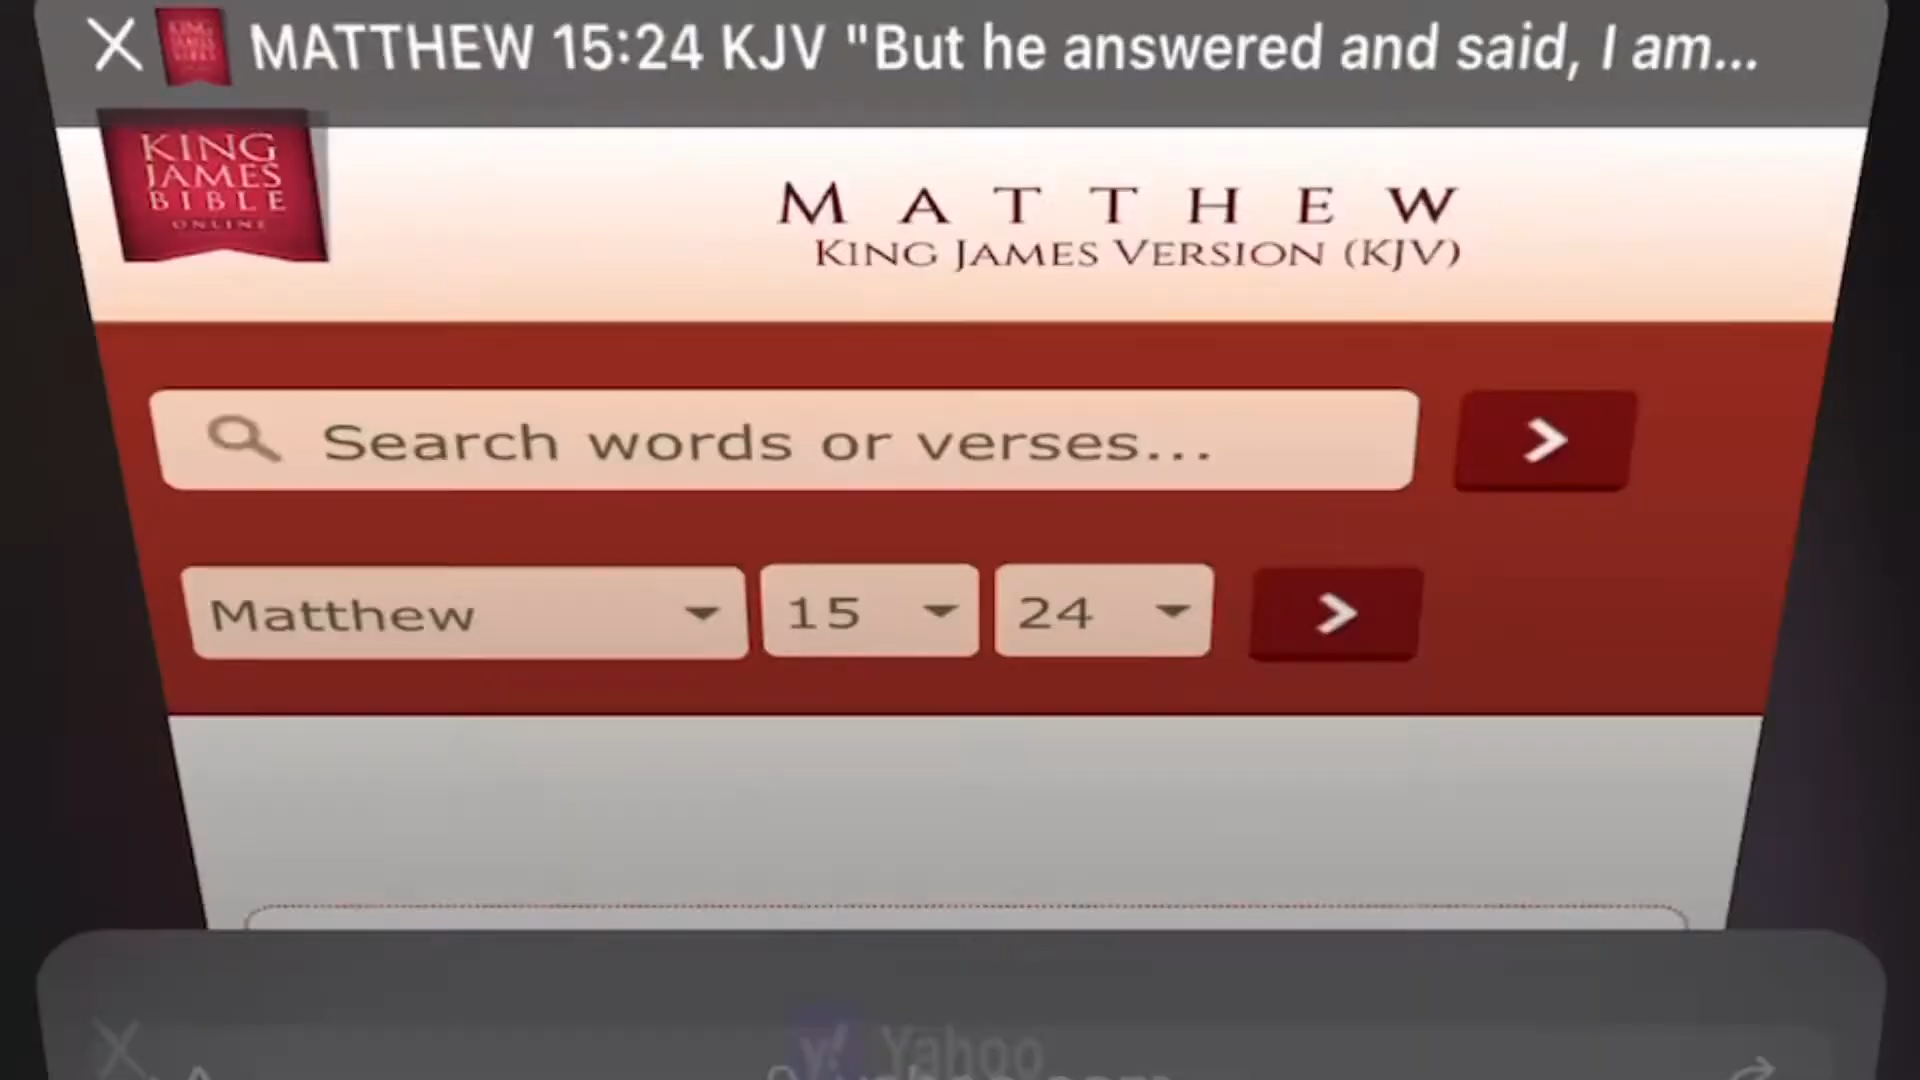 MATTHEW 15:24 KJV "But he answered and said, I am...
KING
JAMES
BIBLE
ONLINE
MATTHEW
KING JAMES VERSION (KJV)
Search words or verses...
Matthew
15
24
y! Yahoo